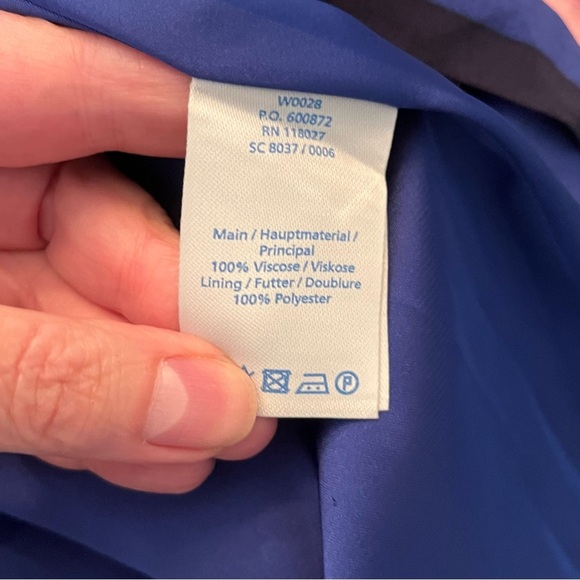 W0028
P.O. 600872
RN 118027
SC 8037 / 0006
Main / Hauptmaterial /
Principal
100% Viscose / Viskose
Lining / Futter / Doublure
100% Polyester
P